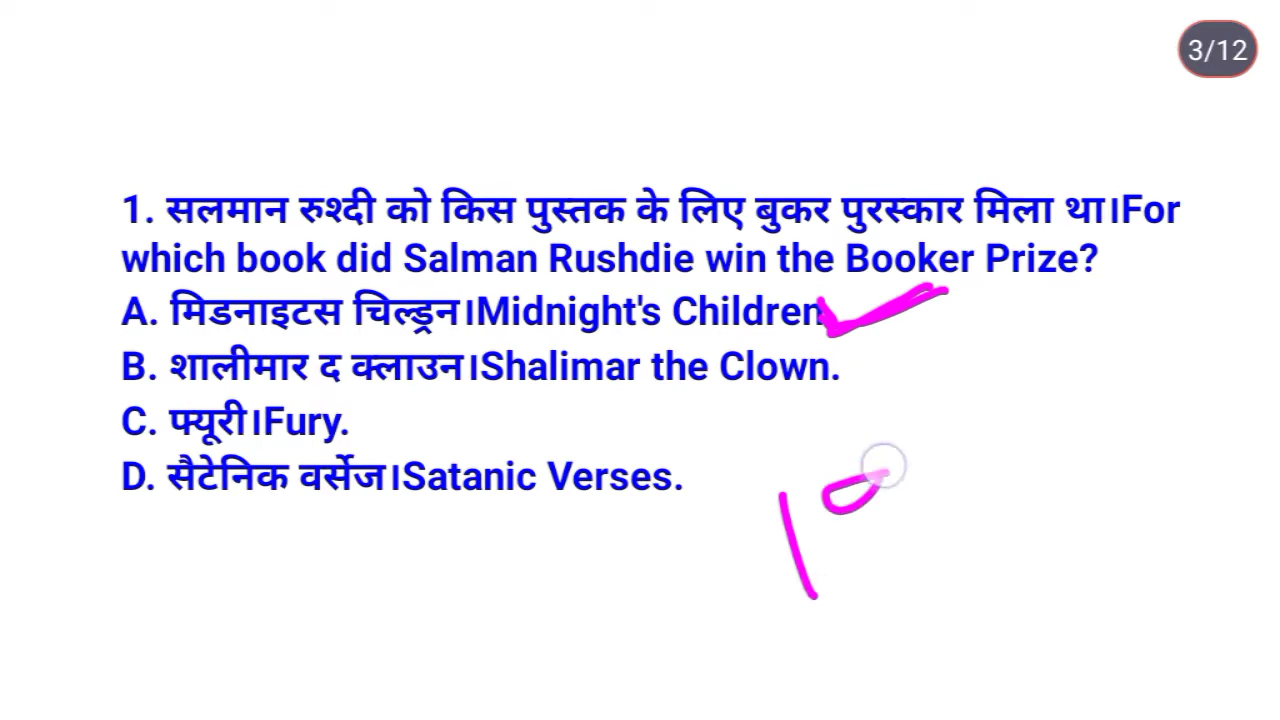 3/12
1. सलमान रुश्दी को किस पुस्तक के लिए बुकर पुरस्कार मिला था।For
which book did Salman Rushdie win the Booker Prize?
A. मिडनाइटस चिल्ड्रन।Midnight's Children
B. शालीमार द क्लाउन।Shalimar the Clown.
C. फ्यूरी।Fury.
D. सैटेनिक वर्सेज।Satanic Verses.